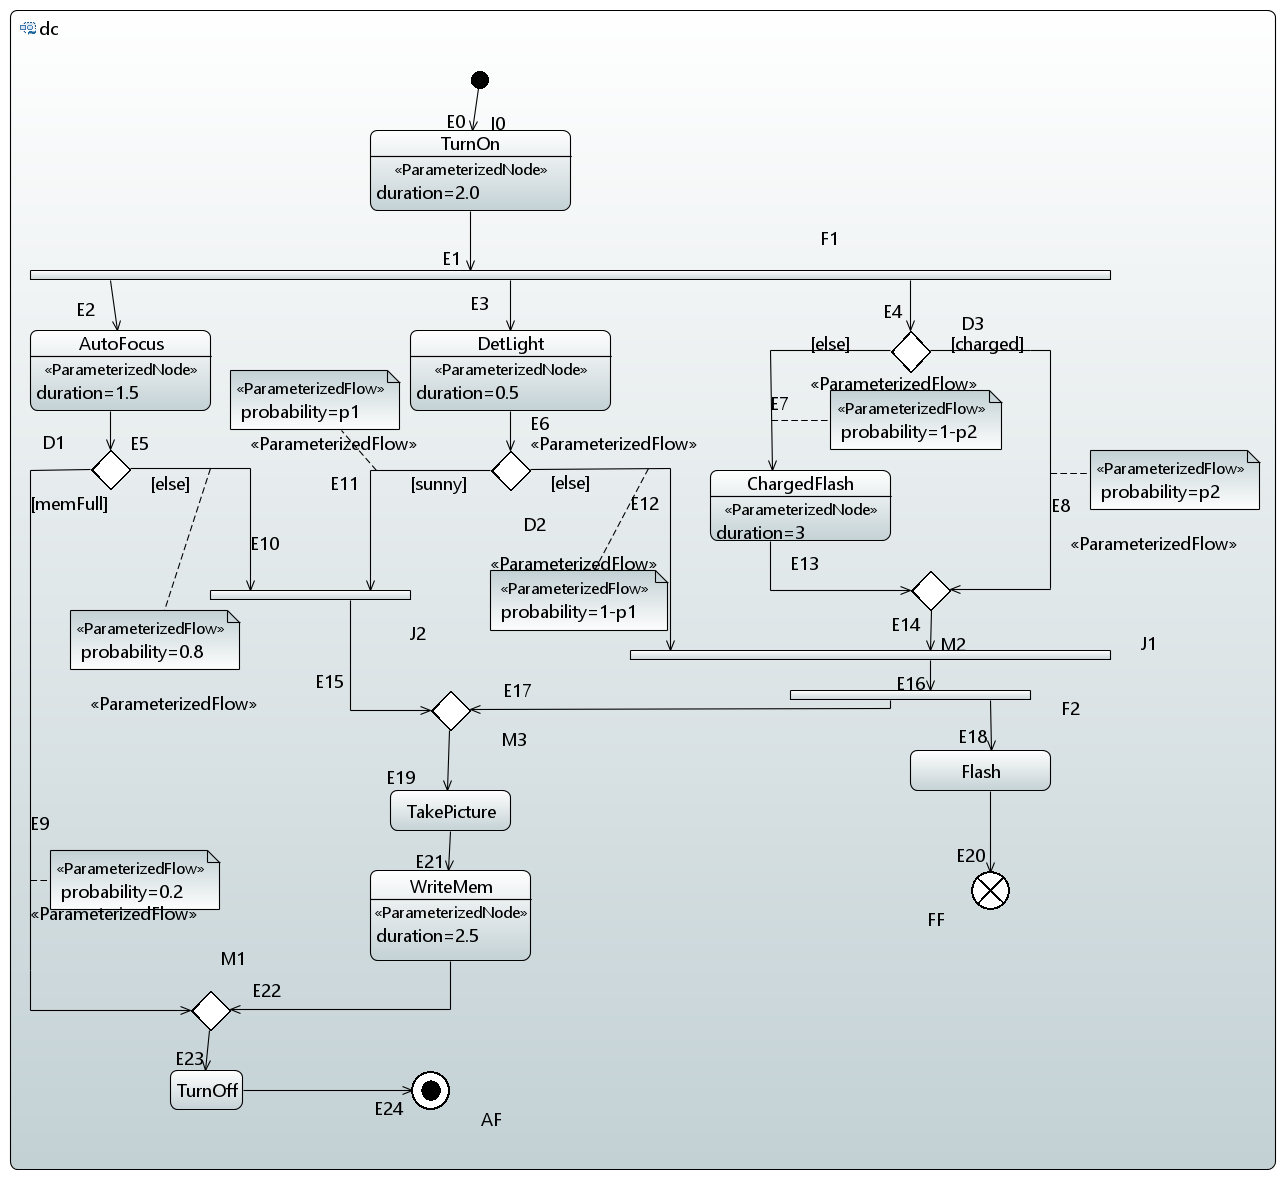 dc
E0
I0
TurnOn
«ParameterizedNode»
duration=2.0
F1
E1
E2
E3
E4
D3
AutoFocus
«ParameterizedNode»
duration=1.5
DetLight
«ParameterizedNode»
duration=0.5
[else]
[charged]
«ParameterizedFlow»
«ParameterizedFlow»
probability=p1
E7
«ParameterizedFlow»
probability=1-p2
E6
D1
E5
«ParameterizedFlow»
«ParameterizedFlow»
[memFull]
[else]
E11
[sunny]
[else]
E12
ChargedFlash
«ParameterizedNode»
duration=3
«ParameterizedFlow»
probability=p2
E8
D2
E10
«ParameterizedFlow»
«ParameterizedFlow»
E13
«ParameterizedFlow»
probability=1-p1
«ParameterizedFlow»
probability=0.8
J2
E14
M2
J1
E15
E17
E16
«ParameterizedFlow»
F2
M3
E18
E19
Flash
TakePicture
E9
E21
E20
«ParameterizedFlow»
probability=0.2
«ParameterizedFlow»
WriteMem
«ParameterizedNode»
duration=2.5
FF
M1
E22
E23
TurnOff
E24
AF